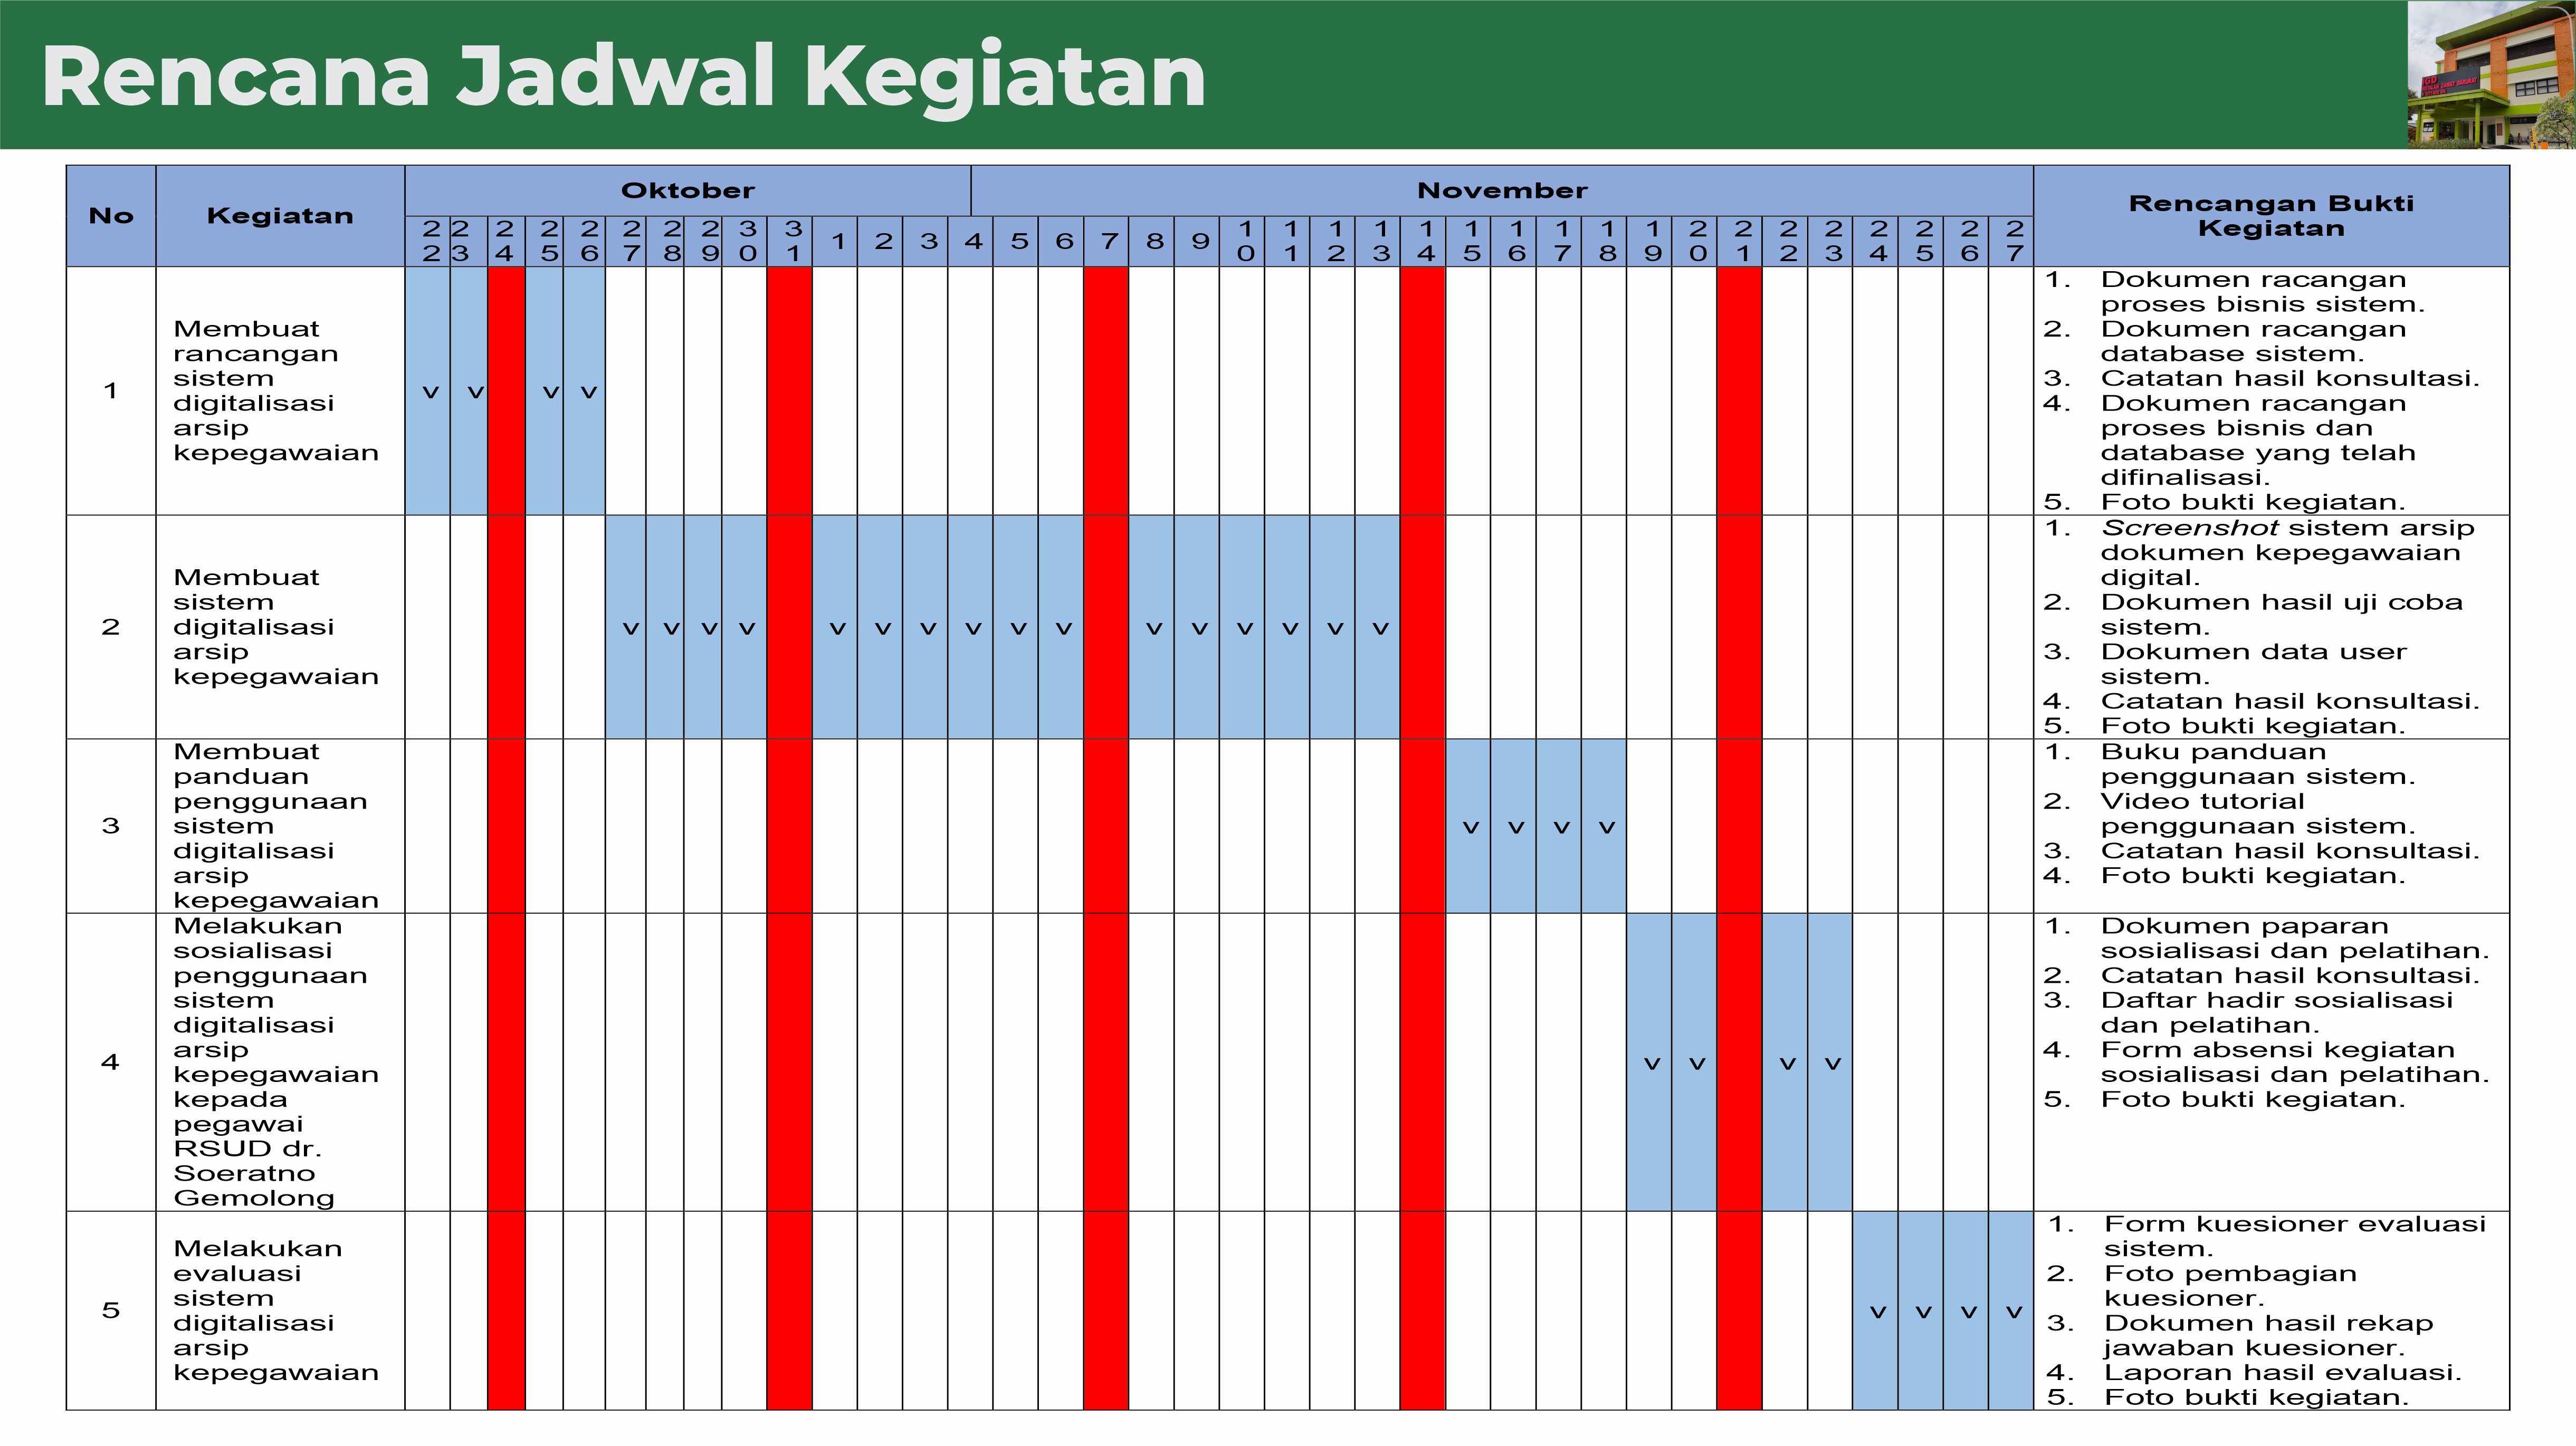 Rencana Jadwal Kegiatan
IGD
No
Kegiatan
Oktober
November
Rencangan Bukti
Kegiatan
22 23 24 25 26 27 28 29 30 31 1 2 3 4 5 6 7 8 9 10 11 12 13 14 15 16 17 18 19 20 21 22 23 24 25 26 27
1
Membuat
rancangan
sistem
digitalisasi
arsip
kepegawaian
v v v v
1. Dokumen racangan
proses bisnis sistem.
2. Dokumen racangan
database sistem.
3. Catatan hasil konsultasi.
4. Dokumen racangan
proses bisnis dan
database yang telah
difinalisasi.
5. Foto bukti kegiatan.
2
Membuat
sistem
digitalisasi
arsip
kepegawaian
v v v v v v v v v v v v v v v v
1. Screenshot sistem arsip
dokumen kepegawaian
digital.
2. Dokumen hasil uji coba
sistem.
3. Dokumen data user
sistem.
4. Catatan hasil konsultasi.
5. Foto bukti kegiatan.
3
Membuat
panduan
penggunaan
sistem
digitalisasi
arsip
kepegawaian
v v v v
1. Buku panduan
penggunaan sistem.
2. Video tutorial
penggunaan sistem.
3. Catatan hasil konsultasi.
4. Foto bukti kegiatan.
4
Melakukan
sosialisasi
penggunaan
sistem
digitalisasi
arsip
kepegawaian
kepada
pegawai
RSUD dr.
Soeratno
Gemolong
v v v v
1. Dokumen paparan
sosialisasi dan pelatihan.
2. Catatan hasil konsultasi.
3. Daftar hadir sosialisasi
dan pelatihan.
4. Form absensi kegiatan
sosialisasi dan pelatihan.
5. Foto bukti kegiatan.
5
Melakukan
evaluasi
sistem
digitalisasi
arsip
kepegawaian
v v v v
1. Form kuesioner evaluasi
sistem.
2. Foto pembagian
kuesioner.
3. Dokumen hasil rekap
jawaban kuesioner.
4. Laporan hasil evaluasi.
5. Foto bukti kegiatan.